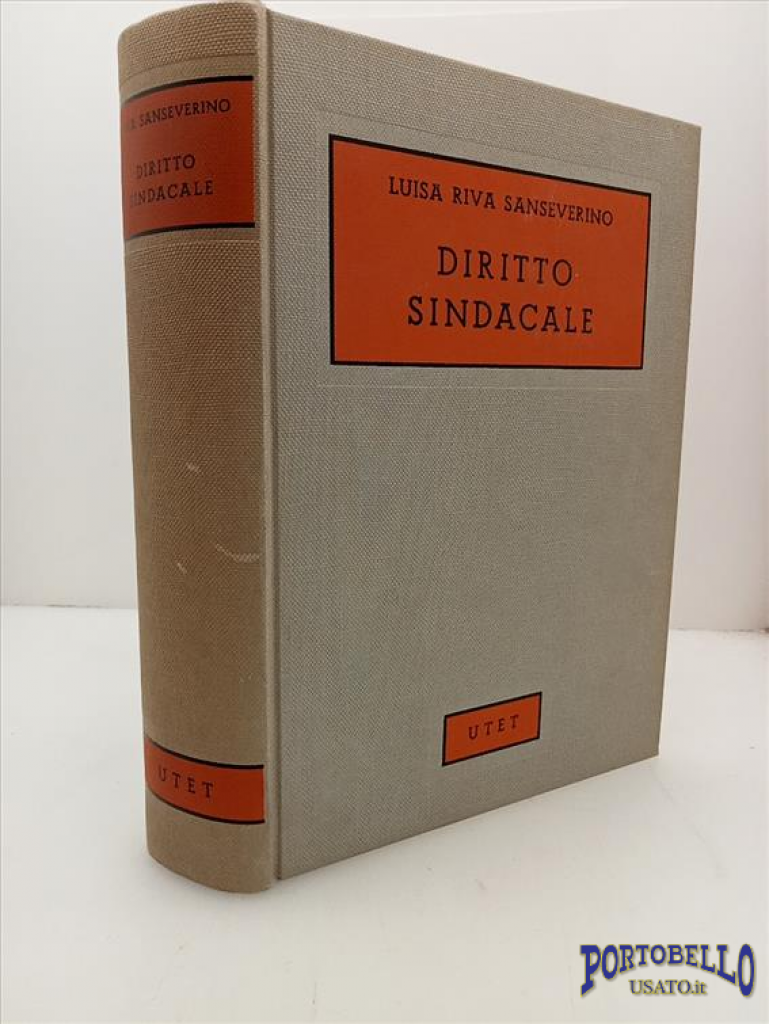 SANSEVERINO
DIRITTO
SINDACALE
UTET
LUISA RIVA SANSEVERINO
DIRITTO
SINDACALE
UTET
PORTOBELLO
USATO.it